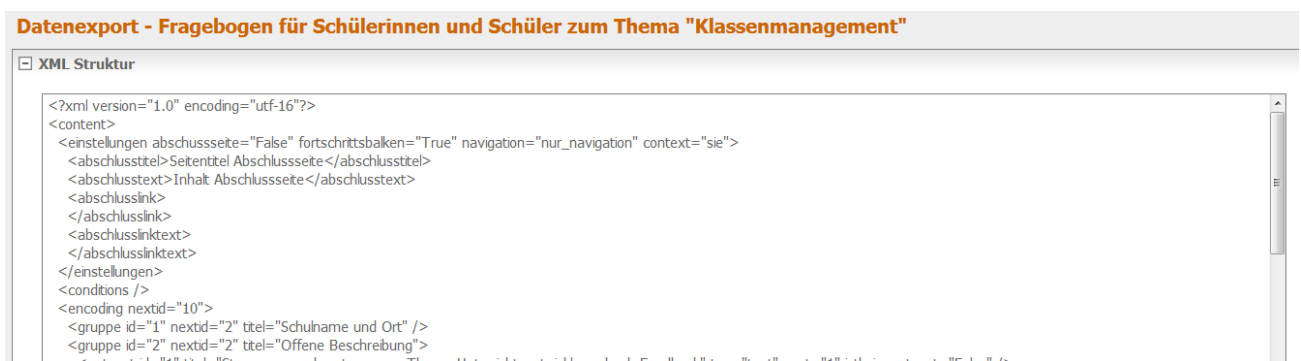 Datenexport - Fragebogen für Schülerinnen und Schüler zum Thema "Klassenmanagement"
XML Struktur
<?xml version="1.0" encoding="utf-16"?>
<content>
<einstellungen abschussseite="False" fortschrittsbalken="True" navigation="nur_navigation" context="sie">
<abschlusstitel>Seitentitel Abschlussseite</abschlusstitel>
<abschlusstext>Inhalt Abschlussseite</abschlusstext>
<abschlusslink>
</abschlusslink>
<abschlusslinktext>
</abschlusslinktext>
</einstellungen>
<conditions />
<encoding nextid="10">
<gruppe id="1" nextid="2" titel="Schulname und Ort" />
<gruppe id="2" nextid="2" titel="Offene Beschreibung">